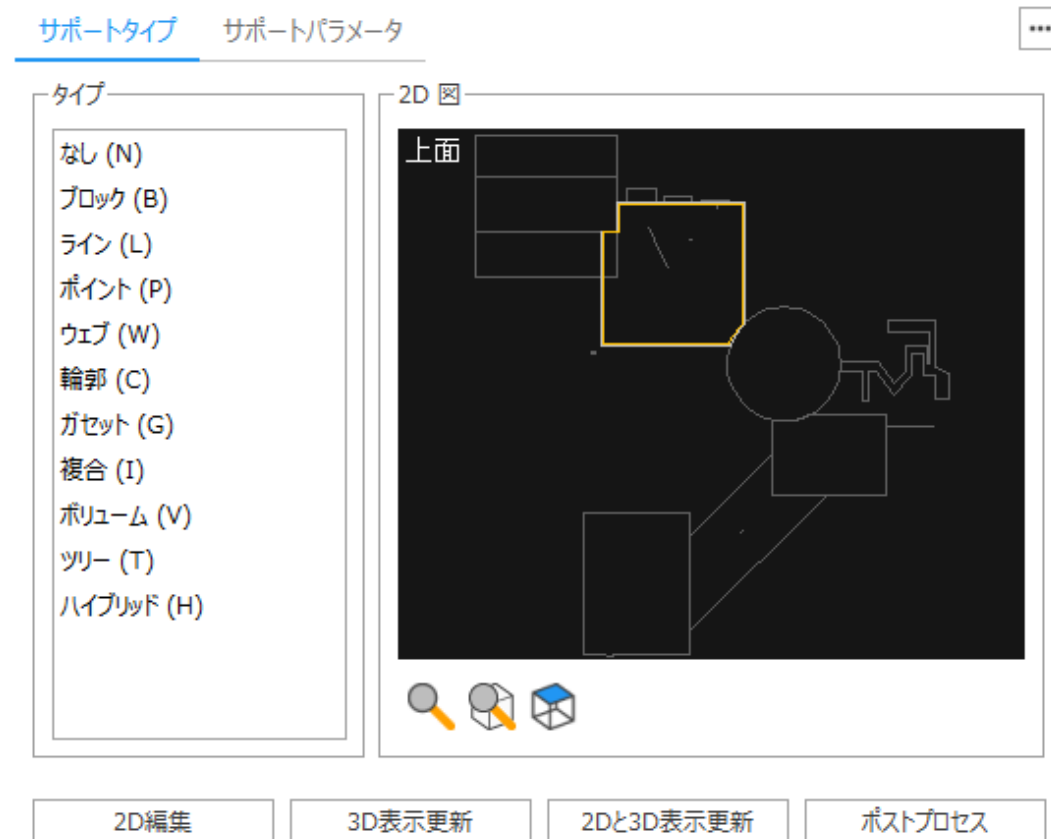 サポートタイプ サポートパラメータ
タイプ
なし (N)
ブロック (B)
ライン (L)
ポイント (P)
ウェブ (W)
輪郭 (C)
ガセット (G)
複合 (I)
ボリューム (V)
ツリー (T)
ハイブリッド (H)
2D 図
上面
2D編集 3D表示更新 2Dと3D表示更新 ポストプロセス